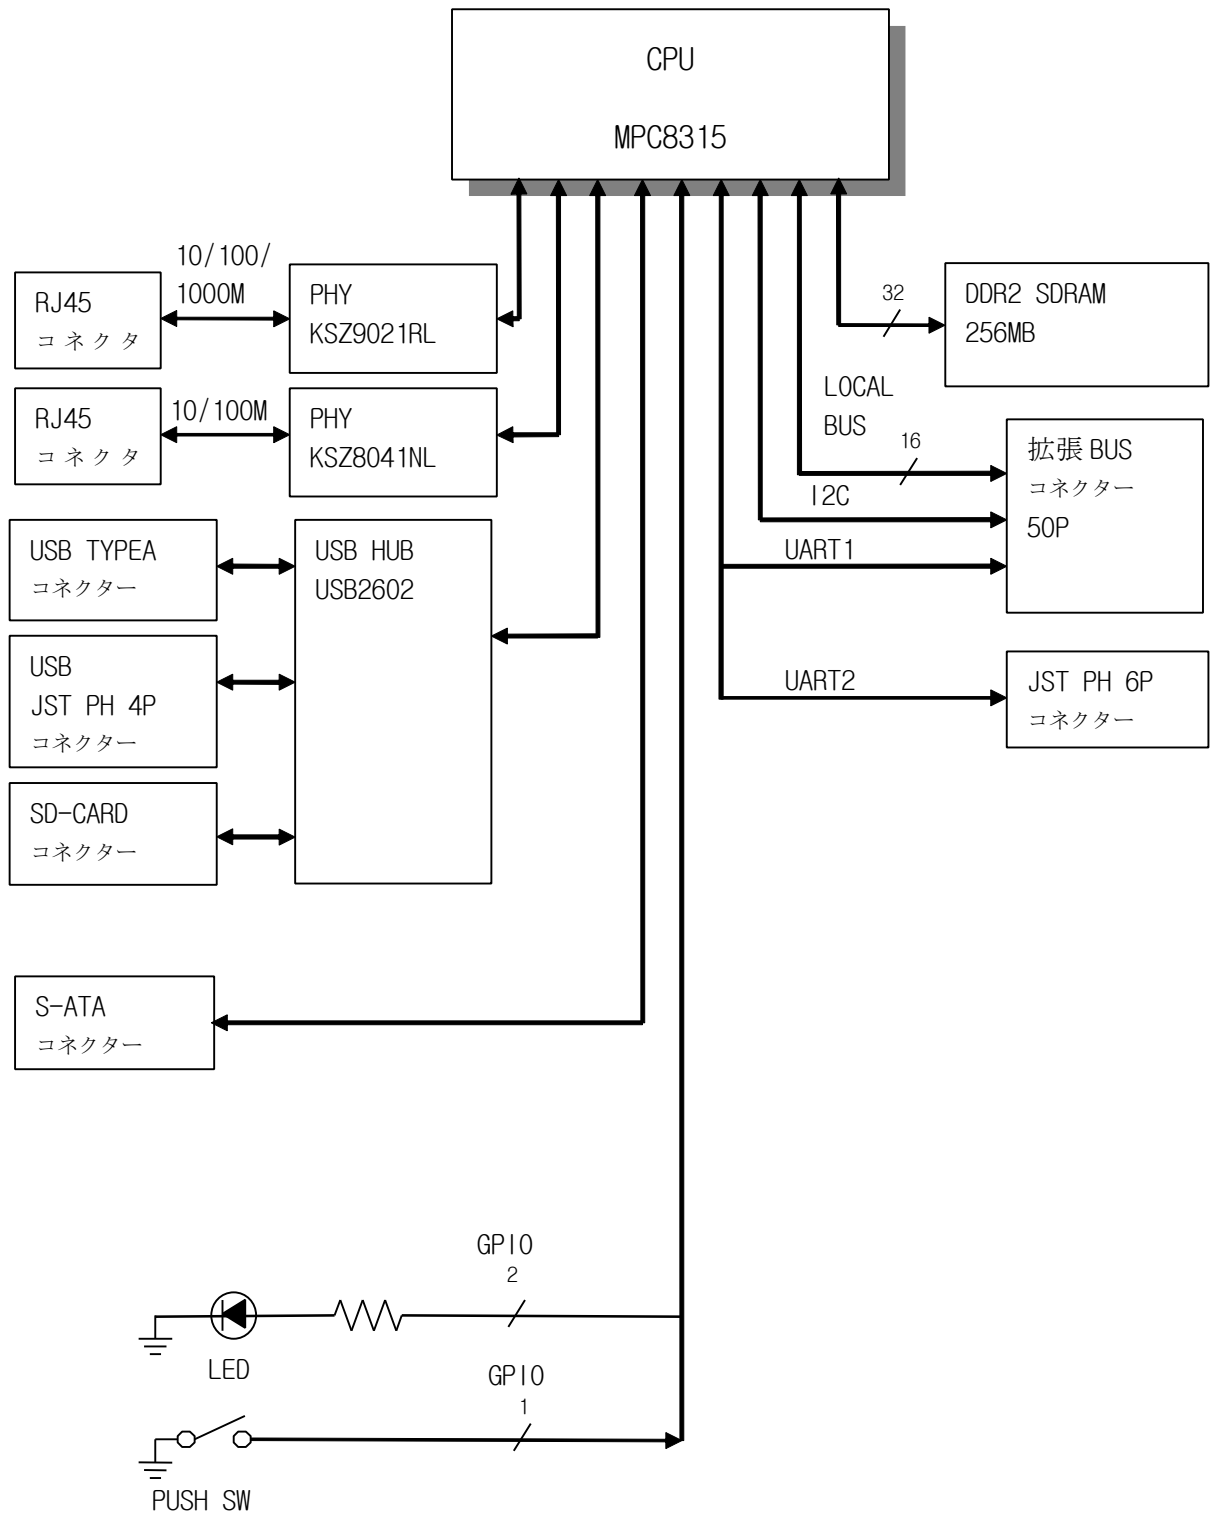 CPU
MPC8315
10/100/
1000M
RJ45
コネクタ
PHY
KSZ9021RL
32
DDR2 SDRAM
256MB
RJ45
コネクタ
10/100M
PHY
KSZ8041NL
LOCAL
BUS
16
I2C
拡張 BUS
コネクター
50P
USB TYPEA
コネクター
USB HUB
USB2602
UART1
USB
JST PH 4P
コネクター
UART2
JST PH 6P
コネクター
SD-CARD
コネクター
S-ATA
コネクター
GPIO
2
LED
GPIO
1
PUSH SW